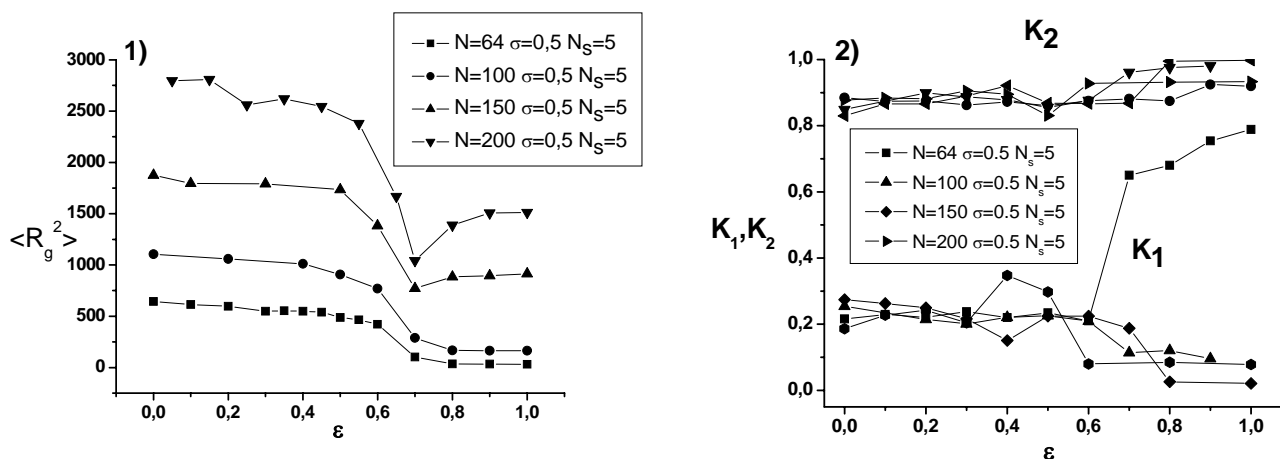 1)
N=64 σ=0,5 N_S=5
N=100 σ=0,5 N_S=5
N=150 σ=0,5 N_S=5
N=200 σ=0,5 N_S=5
3000
2500
2000
1500
1000
500
0
<R_g^2>
0,0 0,2 0,4 0,6 0,8 1,0
ε
K_2
2)
1,0
0,8
0,6
0,4
0,2
0,0
N=64 σ=0.5 N_s=5
N=100 σ=0.5 N_s=5
N=150 σ=0.5 N_s=5
N=200 σ=0.5 N_s=5
K_1,K_2
K_1
0,0 0,2 0,4 0,6 0,8 1,0
ε